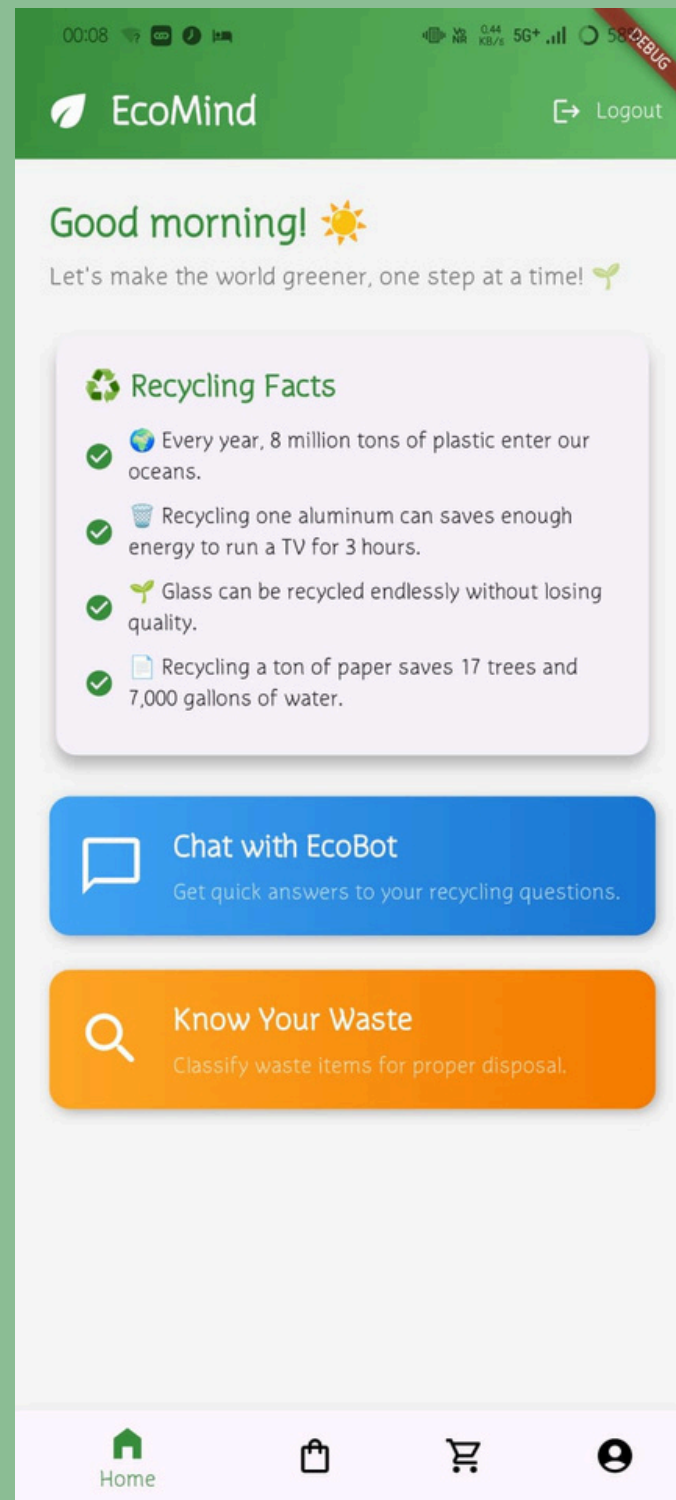 00:08
Vo NR
0.44 KB/s
5G+
DEBUG
EcoMind
Logout
Good morning! ☀️
Let's make the world greener, one step at a time! 🌱
♻️ Recycling Facts
🌍 Every year, 8 million tons of plastic enter our
oceans.
🗑️ Recycling one aluminum can saves enough
energy to run a TV for 3 hours.
🌱 Glass can be recycled endlessly without losing
quality.
📄 Recycling a ton of paper saves 17 trees and
7,000 gallons of water.
Chat with EcoBot
Get quick answers to your recycling questions.
Know Your Waste
Classify waste items for proper disposal.
Home